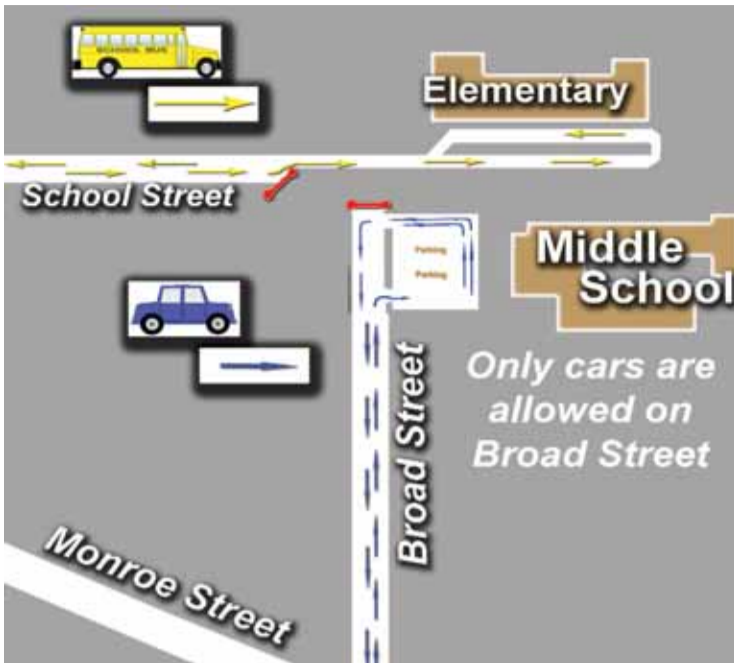 SCHOOL BUS
Elementary
School Street
Middle
School
Parking
Parking
Only cars are
allowed on
Broad Street
Broad Street
Monroe Street